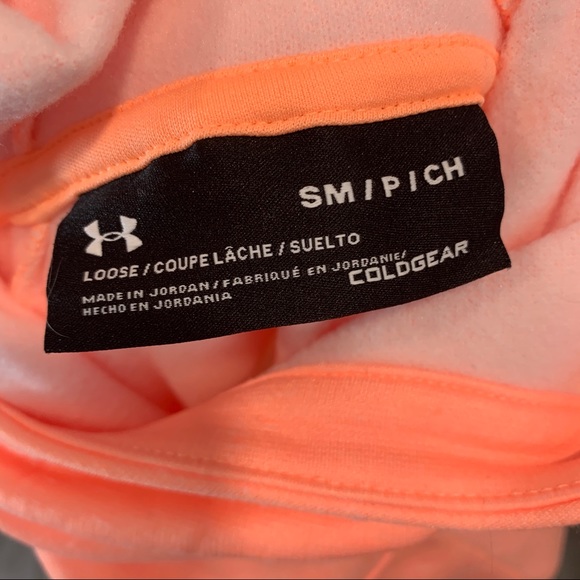 SM / P / CH
LOOSE / COUPE LÂCHE / SUELTO
MADE IN JORDAN / FABRIQUÉ EN JORDANIE /
HECHO EN JORDANIA
COLDGEAR